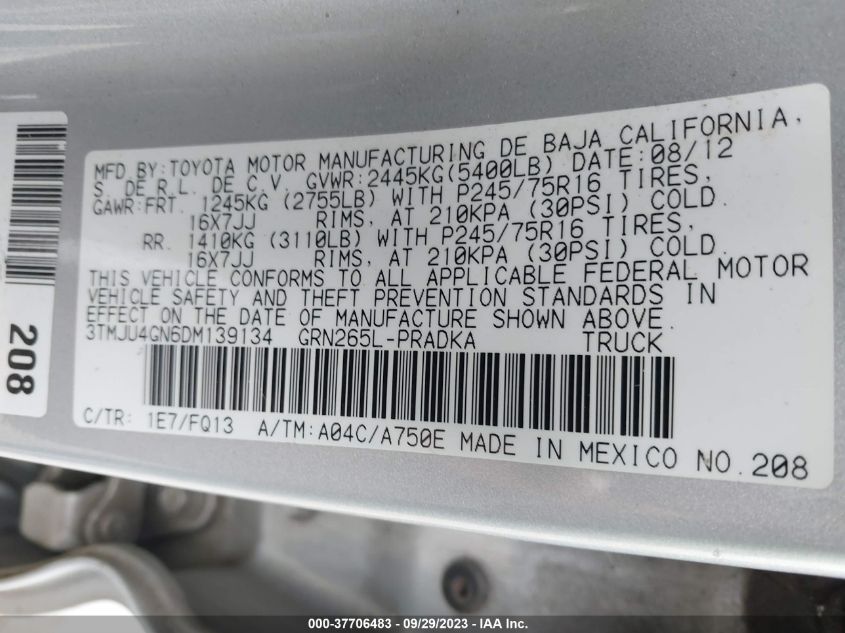 MFD BY:TOYOTA MOTOR MANUFACTURING DE BAJA CALIFORNIA,
S. DE R.L. DE C.V. GVWR:2445KG(5400LB) DATE:08/12
GAWR:FRT. 1245KG (2755LB) WITH P245/75R16 TIRES,
16X7JJ RIMS, AT 210KPA (30PSI) COLD.
RR. 1410KG (3110LB) WITH P245/75R16 TIRES,
16X7JJ RIMS, AT 210KPA (30PSI) COLD.
THIS VEHICLE CONFORMS TO ALL APPLICABLE FEDERAL MOTOR
VEHICLE SAFETY AND THEFT PREVENTION STANDARDS IN
EFFECT ON THE DATE OF MANUFACTURE SHOWN ABOVE.
3TMJU4GN6DM139134 GRN265L-PRADKA TRUCK
C/TR: 1E7/FQ13 A/TM:A04C/A750E MADE IN MEXICO NO.208
208
000-37706483 - 09/29/2023 - IAA Inc.